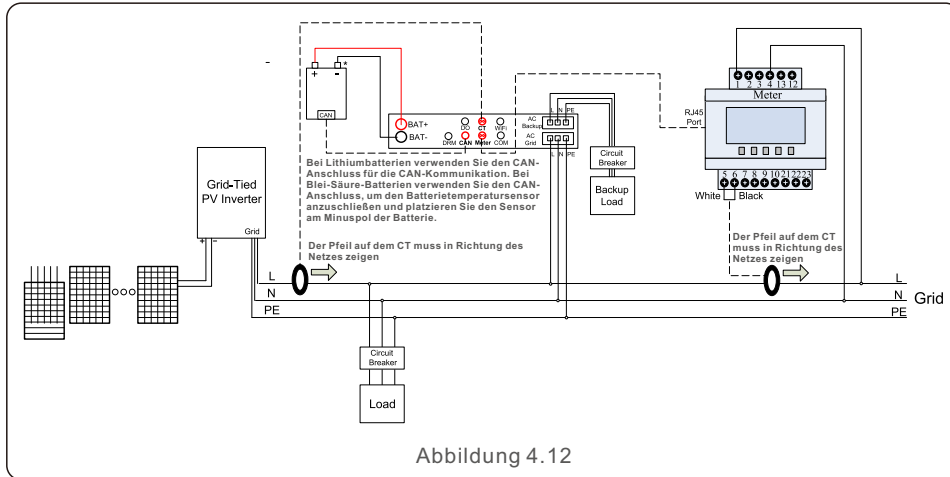 1 2 3 4 13 12
Meter
RJ45
Port
5 6 7 8 9 10 21 22 23
White
Black
+ - *
CAN
BAT+
BAT-
DO CT WiFi
DRM CAN Meter COM
AC
Backup
AC
Grid
L N PE
L N PE
Circuit
Breaker
Backup
Load
Bei Lithiumbatterien verwenden Sie den CAN-
Anschluss für die CAN-Kommunikation. Bei
Blei-Säure-Batterien verwenden Sie den CAN-
Anschluss, um den Batterietemperatursensor
anzuschließen und platzieren Sie den Sensor
am Minuspol der Batterie.
Grid-Tied
PV Inverter
Grid
+ -
Der Pfeil auf dem CT muss in Richtung des
Netzes zeigen
Der Pfeil auf dem CT
muss in Richtung des
Netzes zeigen
L
N
PE
L
N
PE
Grid
Circuit
Breaker
Load
Abbildung 4.12